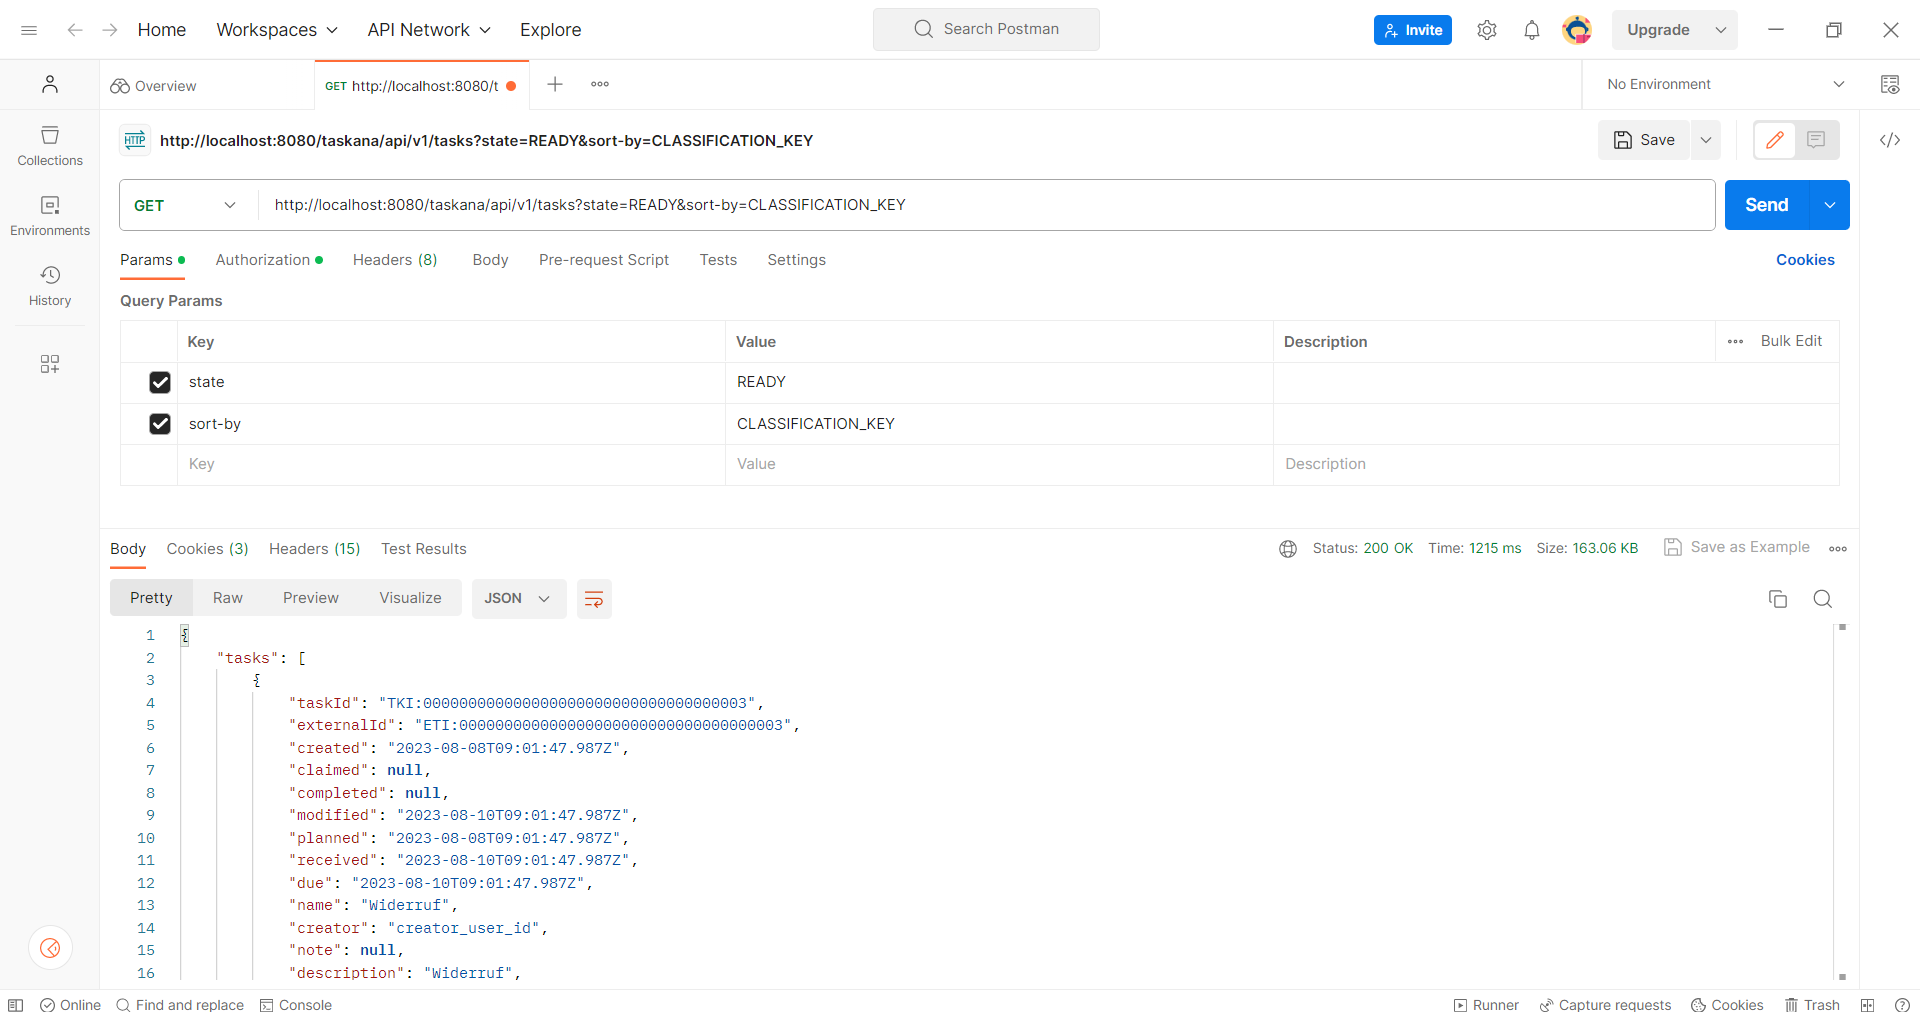 Home Workspaces API Network Explore Search Postman Invite Upgrade
Overview GET http://localhost:8080/t No Environment
HTTP http://localhost:8080/taskana/api/v1/tasks?state=READY&sort-by=CLASSIFICATION_KEY Save
Collections
Environments
History
GET http://localhost:8080/taskana/api/v1/tasks?state=READY&sort-by=CLASSIFICATION_KEY Send
Params Authorization Headers (8) Body Pre-request Script Tests Settings Cookies
Query Params
Key Value Description Bulk Edit
state READY
sort-by CLASSIFICATION_KEY
Key Value Description
Body Cookies (3) Headers (15) Test Results Status: 200 OK Time: 1215 ms Size: 163.06 KB Save as Example
Pretty Raw Preview Visualize JSON
1 {
2 "tasks": [
3 {
4 "taskId": "TKI:000000000000000000000000000000000003",
5 "externalId": "ETI:000000000000000000000000000000000003",
6 "created": "2023-08-08T09:01:47.987Z",
7 "claimed": null,
8 "completed": null,
9 "modified": "2023-08-10T09:01:47.987Z",
10 "planned": "2023-08-08T09:01:47.987Z",
11 "received": "2023-08-10T09:01:47.987Z",
12 "due": "2023-08-10T09:01:47.987Z",
13 "name": "Widerruf",
14 "creator": "creator_user_id",
15 "note": null,
16 "description": "Widerruf",
Online Find and replace Console Runner Capture requests Cookies Trash